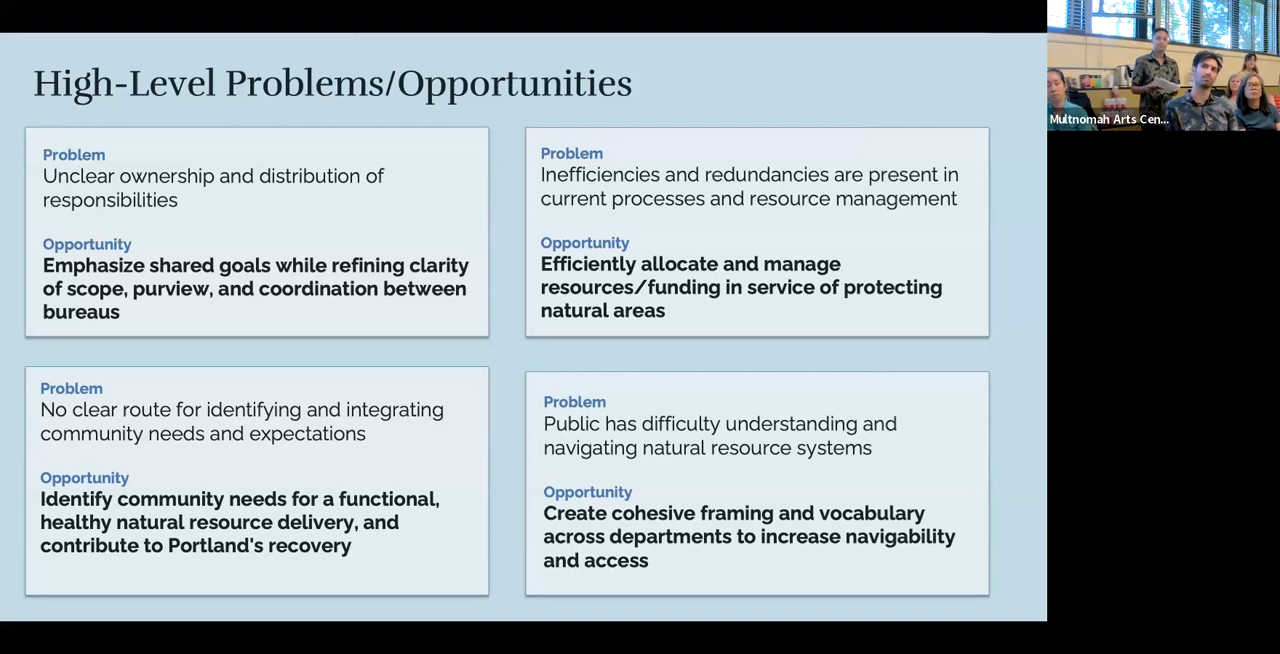 High-Level Problems/Opportunities
Problem
Unclear ownership and distribution of
responsibilities
Opportunity
Emphasize shared goals while refining clarity
of scope, purview, and coordination between
bureaus
Problem
Inefficiencies and redundancies are present in
current processes and resource management
Opportunity
Efficiently allocate and manage
resources/funding in service of protecting
natural areas
Problem
No clear route for identifying and integrating
community needs and expectations
Opportunity
Identify community needs for a functional,
healthy natural resource delivery, and
contribute to Portland's recovery
Problem
Public has difficulty understanding and
navigating natural resource systems
Opportunity
Create cohesive framing and vocabulary
across departments to increase navigability
and access
Multnomah Arts Cen...